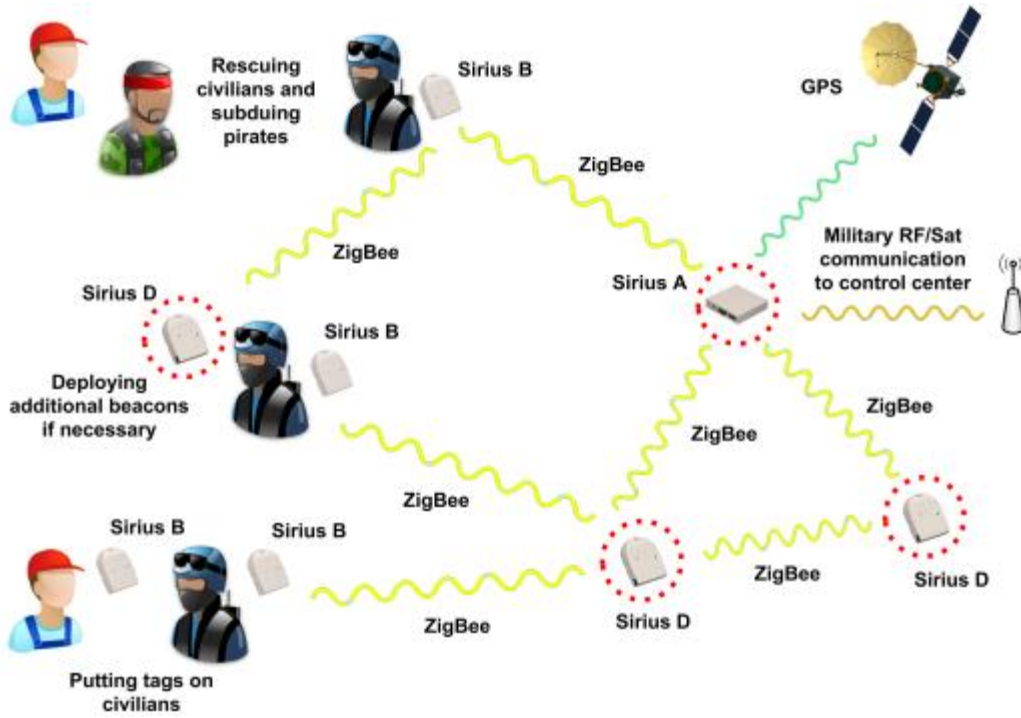 Rescuing
civilians and
subduing
pirates
Sirius B
GPS
ZigBee
ZigBee
Military RF/Sat
communication
to control center
Sirius A
Sirius D
Sirius B
Deploying
additional beacons
if necessary
ZigBee
ZigBee
ZigBee
Sirius B
Sirius B
ZigBee
ZigBee
Sirius D
Sirius D
Putting tags on
civilians